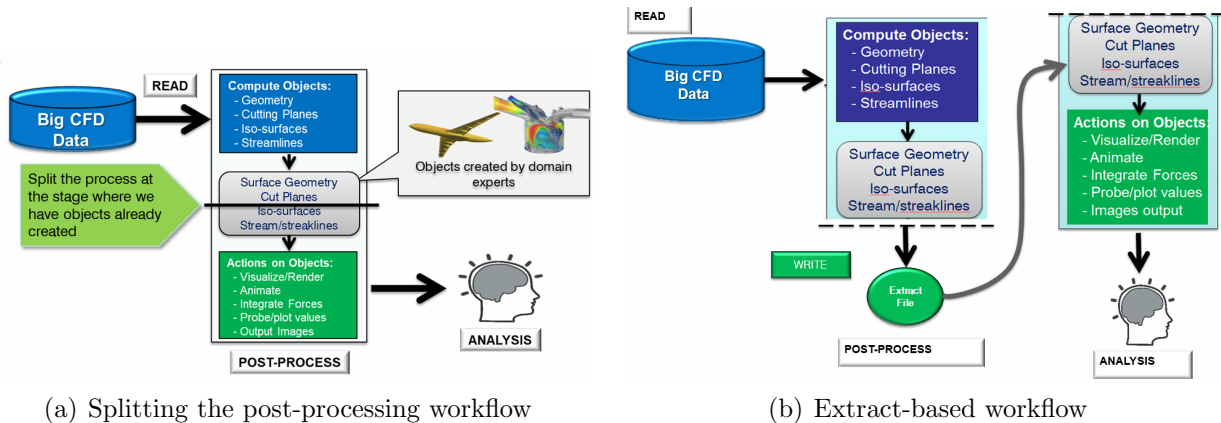 READ
Big CFD
Data
Compute Objects:
- Geometry
- Cutting Planes
- Iso-surfaces
- Streamlines
Objects created by domain
experts
Split the process at
the stage where we
have objects already
created
Surface Geometry
Cut Planes
Iso-surfaces
Stream/streaklines
Actions on Objects:
- Visualize/Render
- Animate
- Integrate Forces
- Probe/plot values
- Output Images
ANALYSIS
POST-PROCESS
(a) Splitting the post-processing workflow
READ
Big CFD
Data
Compute Objects:
- Geometry
- Cutting Planes
- Iso-surfaces
- Streamlines
Surface Geometry
Cut Planes
Iso-surfaces
Stream/streaklines
WRITE
Extract
File
POST-PROCESS
Surface Geometry
Cut Planes
Iso-surfaces
Stream/streaklines
Actions on Objects:
- Visualize/Render
- Animate
- Integrate Forces
- Probe/plot values
- Images output
ANALYSIS
(b) Extract-based workflow